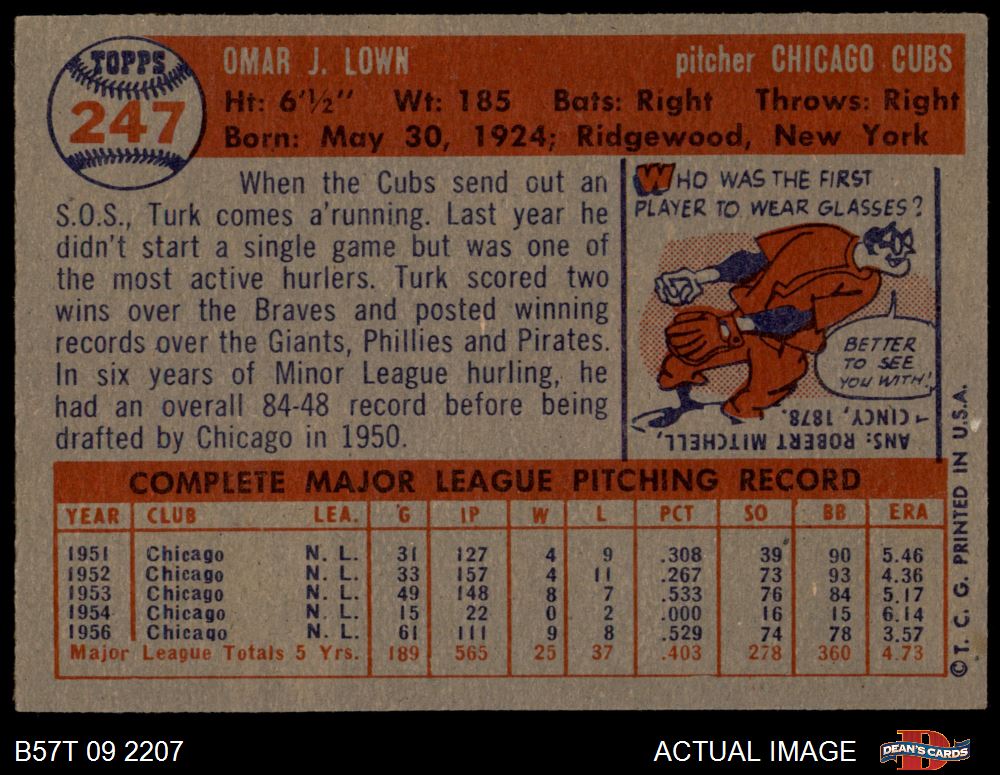 TOPPS
247
OMAR J. LOWN
pitcher CHICAGO CUBS
Ht: 6'½" Wt: 185 Bats: Right Throws: Right
Born: May 30, 1924; Ridgewood, New York
When the Cubs send out an
S.O.S., Turk comes a'running. Last year he
didn't start a single game but was one of
the most active hurlers. Turk scored two
wins over the Braves and posted winning
records over the Giants, Phillies and Pirates.
In six years of Minor League hurling, he
had an overall 84-48 record before being
drafted by Chicago in 1950.
WHO WAS THE FIRST
PLAYER TO WEAR GLASSES?
BETTER
TO SEE
YOU WITH!
ANS: ROBERT MITCHELL,
-CINCY, 1878.
COMPLETE MAJOR LEAGUE PITCHING RECORD
YEAR CLUB LEA. G IP W L PCT SO BB ERA
1951 Chicago N. L. 31 127 4 9 .308 39 90 5.46
1952 Chicago N. L. 33 157 4 11 .267 73 93 4.36
1953 Chicago N. L. 49 148 8 7 .533 76 84 5.17
1954 Chicago N. L. 15 22 0 2 .000 16 15 6.14
1956 Chicago N. L. 61 111 9 8 .529 74 78 3.57
Major League Totals 5 Yrs. 189 565 25 37 .403 278 360 4.73
© T. C. G. PRINTED IN U.S.A.
B57T 09 2207
ACTUAL IMAGE
DEAN'S CARDS